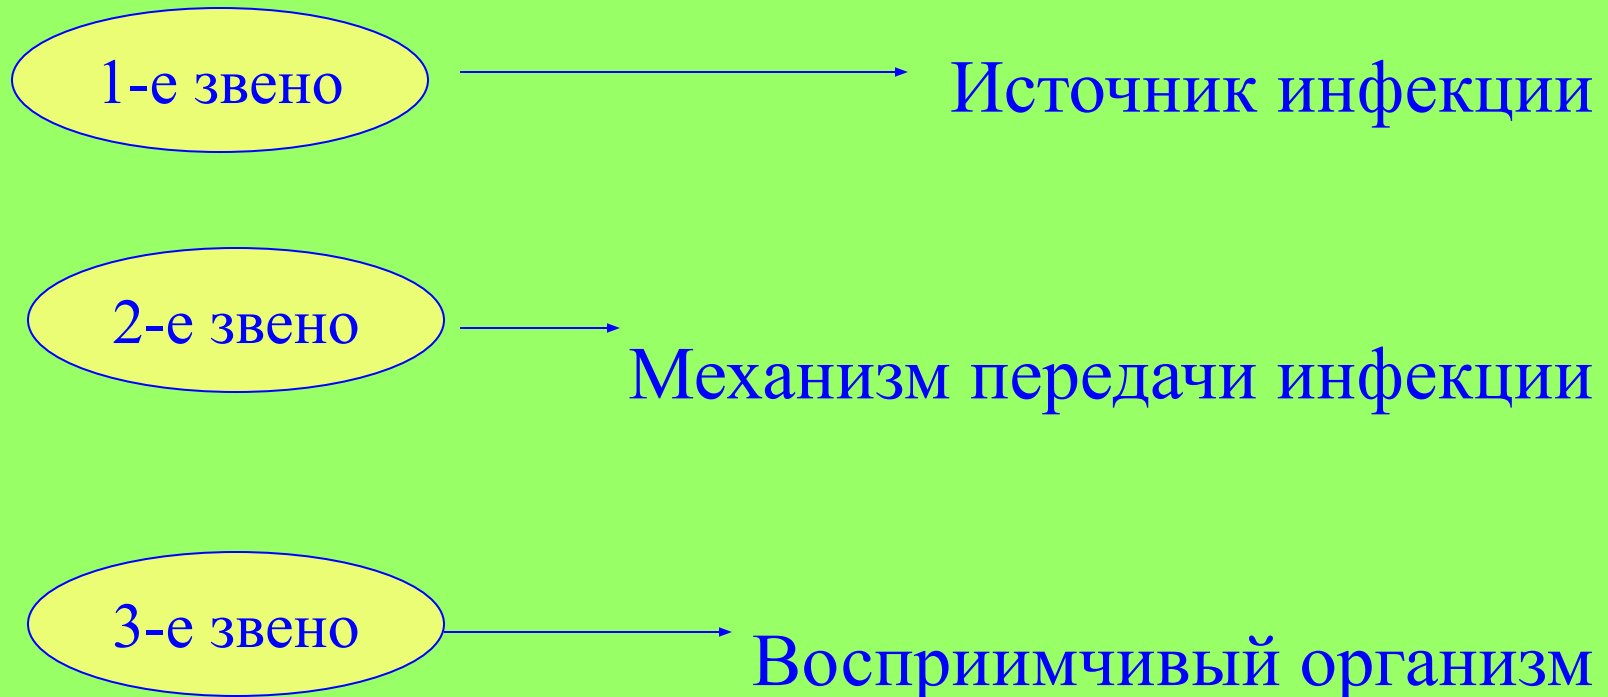 1-е звено
Источник инфекции
2-е звено
Механизм передачи инфекции
3-е звено
Восприимчивый организм